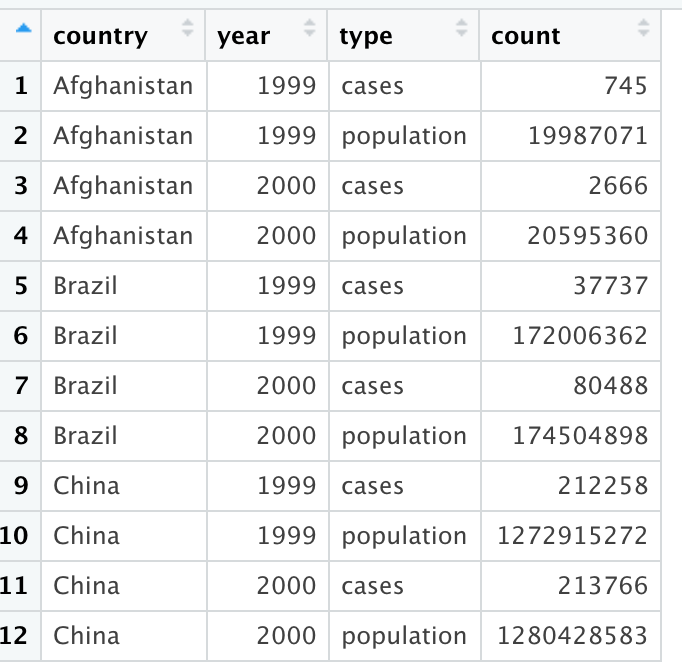 country year type count
1 Afghanistan 1999 cases 745
2 Afghanistan 1999 population 19987071
3 Afghanistan 2000 cases 2666
4 Afghanistan 2000 population 20595360
5 Brazil 1999 cases 37737
6 Brazil 1999 population 172006362
7 Brazil 2000 cases 80488
8 Brazil 2000 population 174504898
9 China 1999 cases 212258
10 China 1999 population 1272915272
11 China 2000 cases 213766
12 China 2000 population 1280428583